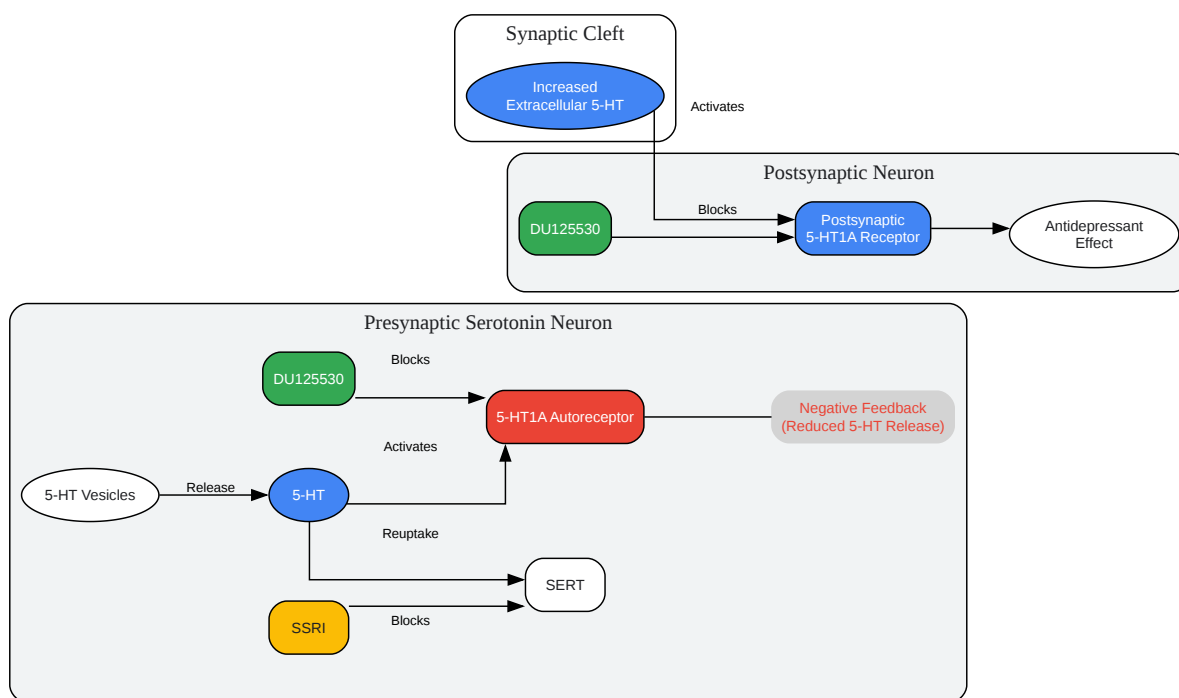 Synaptic Cleft
Increased
Extracellular 5-HT
Activates
Postsynaptic Neuron
DU125530
Blocks
Postsynaptic
5-HT1A Receptor
Antidepressant
Effect
Presynaptic Serotonin Neuron
DU125530
Blocks
5-HT1A Autoreceptor
Negative Feedback
(Reduced 5-HT Release)
Activates
5-HT Vesicles
Release
5-HT
Reuptake
SERT
SSRI
Blocks